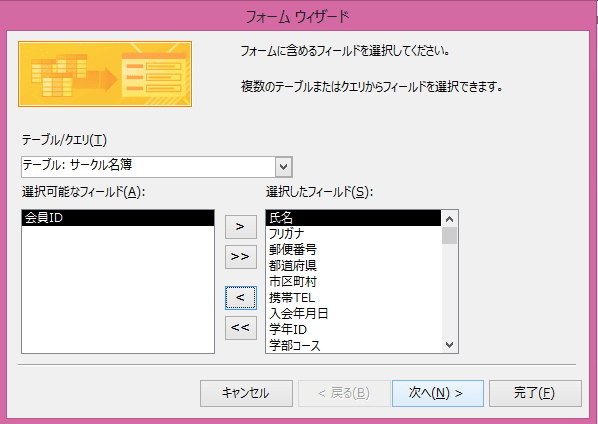 フォーム ウィザード
フォームに含めるフィールドを選択してください。
複数のテーブルまたはクエリからフィールドを選択できます。
テーブル/クエリ(T)
テーブル: サークル名簿
選択可能なフィールド(A):
選択したフィールド(S):
会員ID
>
>>
<
<<
氏名
フリガナ
郵便番号
都道府県
市区町村
携帯TEL
入会年月日
学年ID
学部コース
キャンセル
< 戻る(B)
次へ(N) >
完了(F)